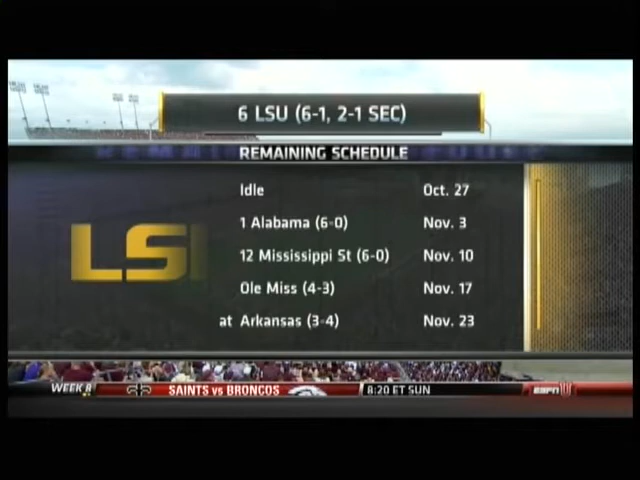 6 LSU (6-1, 2-1 SEC)
REMAINING SCHEDULE
Idle Oct. 27
1 Alabama (6-0) Nov. 3
12 Mississippi St (6-0) Nov. 10
Ole Miss (4-3) Nov. 17
at Arkansas (3-4) Nov. 23
LSU
WEEK 8 SAINTS vs BRONCOS 8:20 ET SUN ESPN